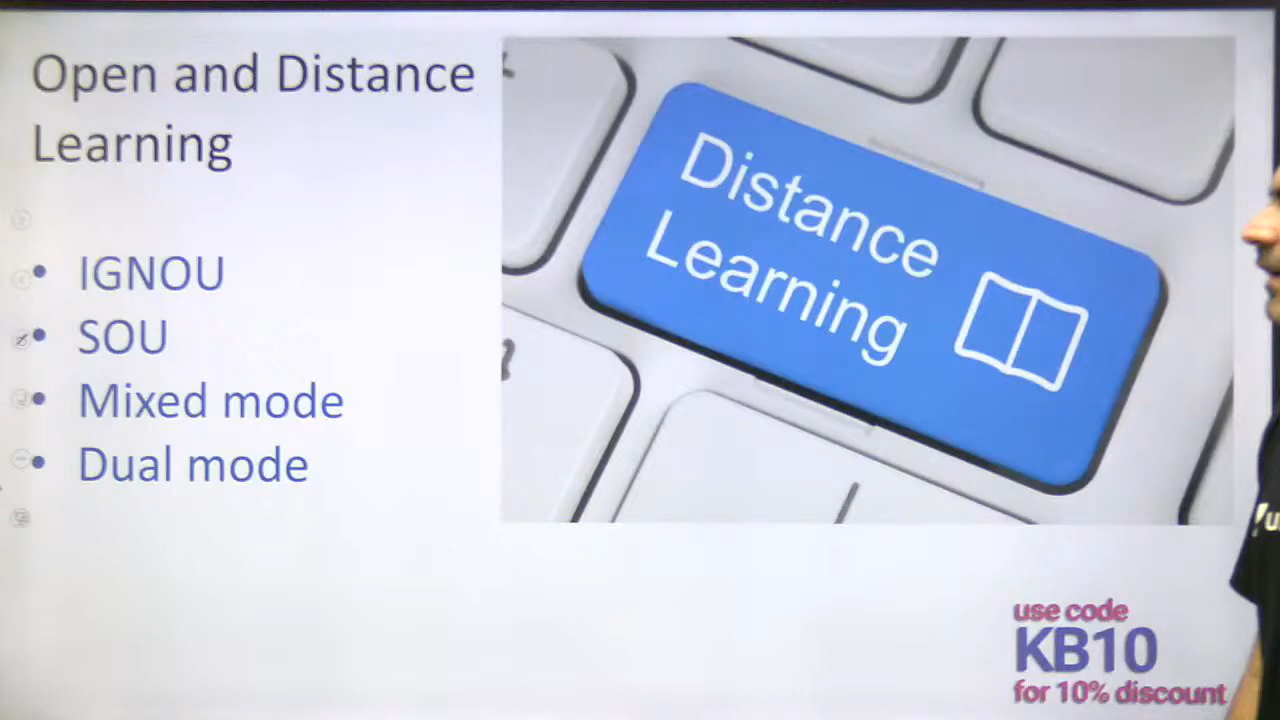 Open and Distance
Learning
• IGNOU
• SOU
• Mixed mode
• Dual mode
Distance
Learning
use code
KB10
for 10% discount